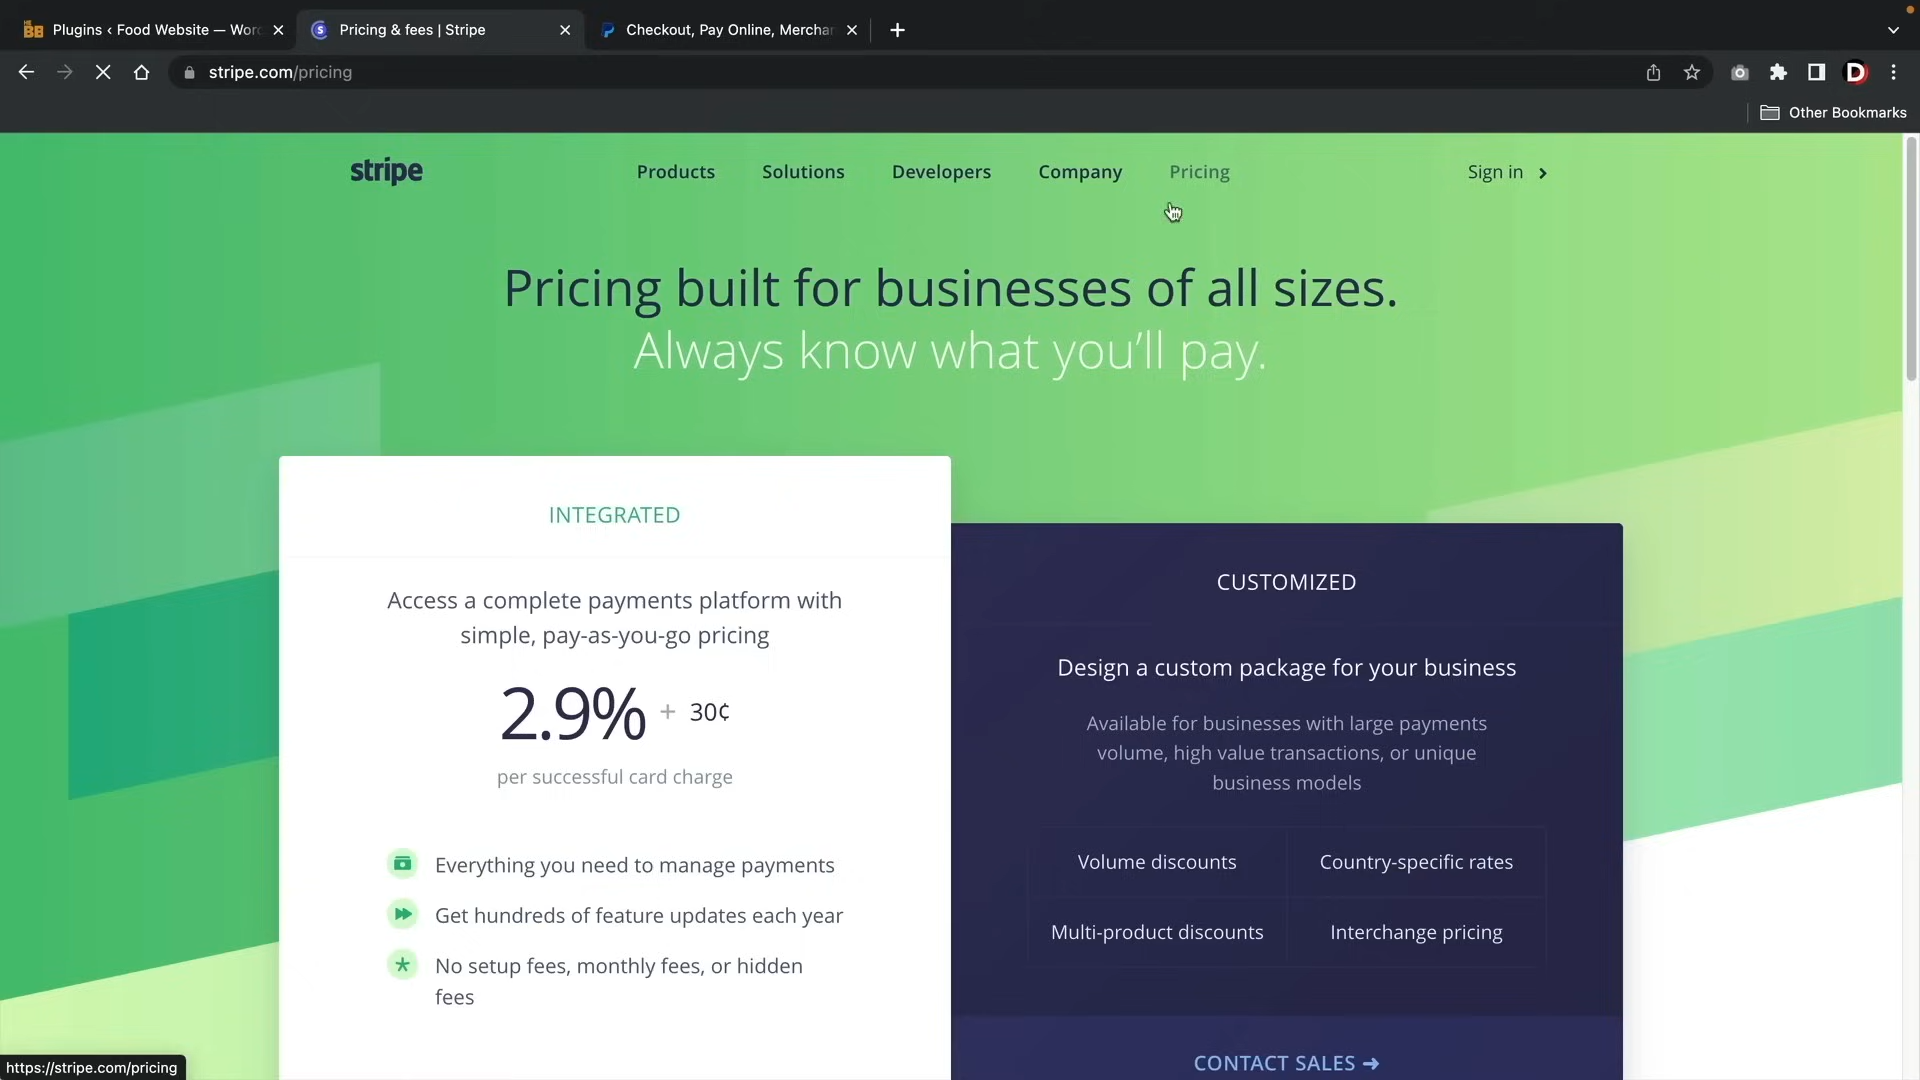 Plugins ‹ Food Website — Wor
Pricing & fees | Stripe
Checkout, Pay Online, Mercha
stripe.com/pricing
Other Bookmarks
stripe
Products
Solutions
Developers
Company
Pricing
Sign in
Pricing built for businesses of all sizes.
Always know what you’ll pay.
INTEGRATED
Access a complete payments platform with
simple, pay-as-you-go pricing
2.9% + 30¢
per successful card charge
Everything you need to manage payments
Get hundreds of feature updates each year
No setup fees, monthly fees, or hidden
fees
CUSTOMIZED
Design a custom package for your business
Available for businesses with large payments
volume, high value transactions, or unique
business models
Volume discounts
Country-specific rates
Multi-product discounts
Interchange pricing
CONTACT SALES ➔
https://stripe.com/pricing